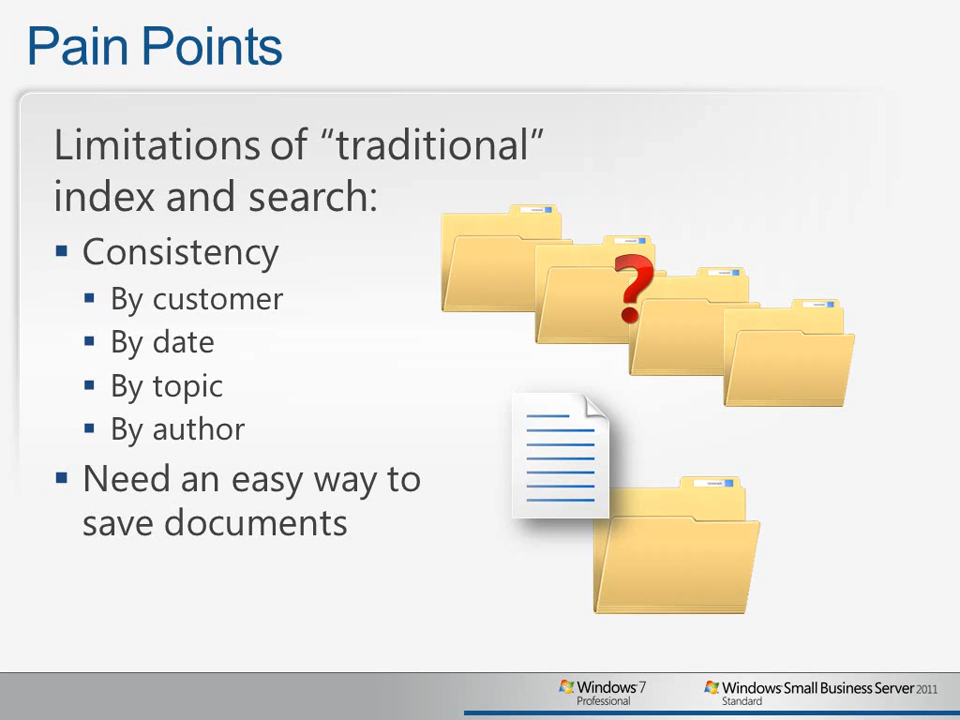 Pain Points
Limitations of “traditional”
index and search:
Consistency
By customer
By date
By topic
By author
Need an easy way to
save documents
Windows 7
Professional
Windows Small Business Server 2011
Standard